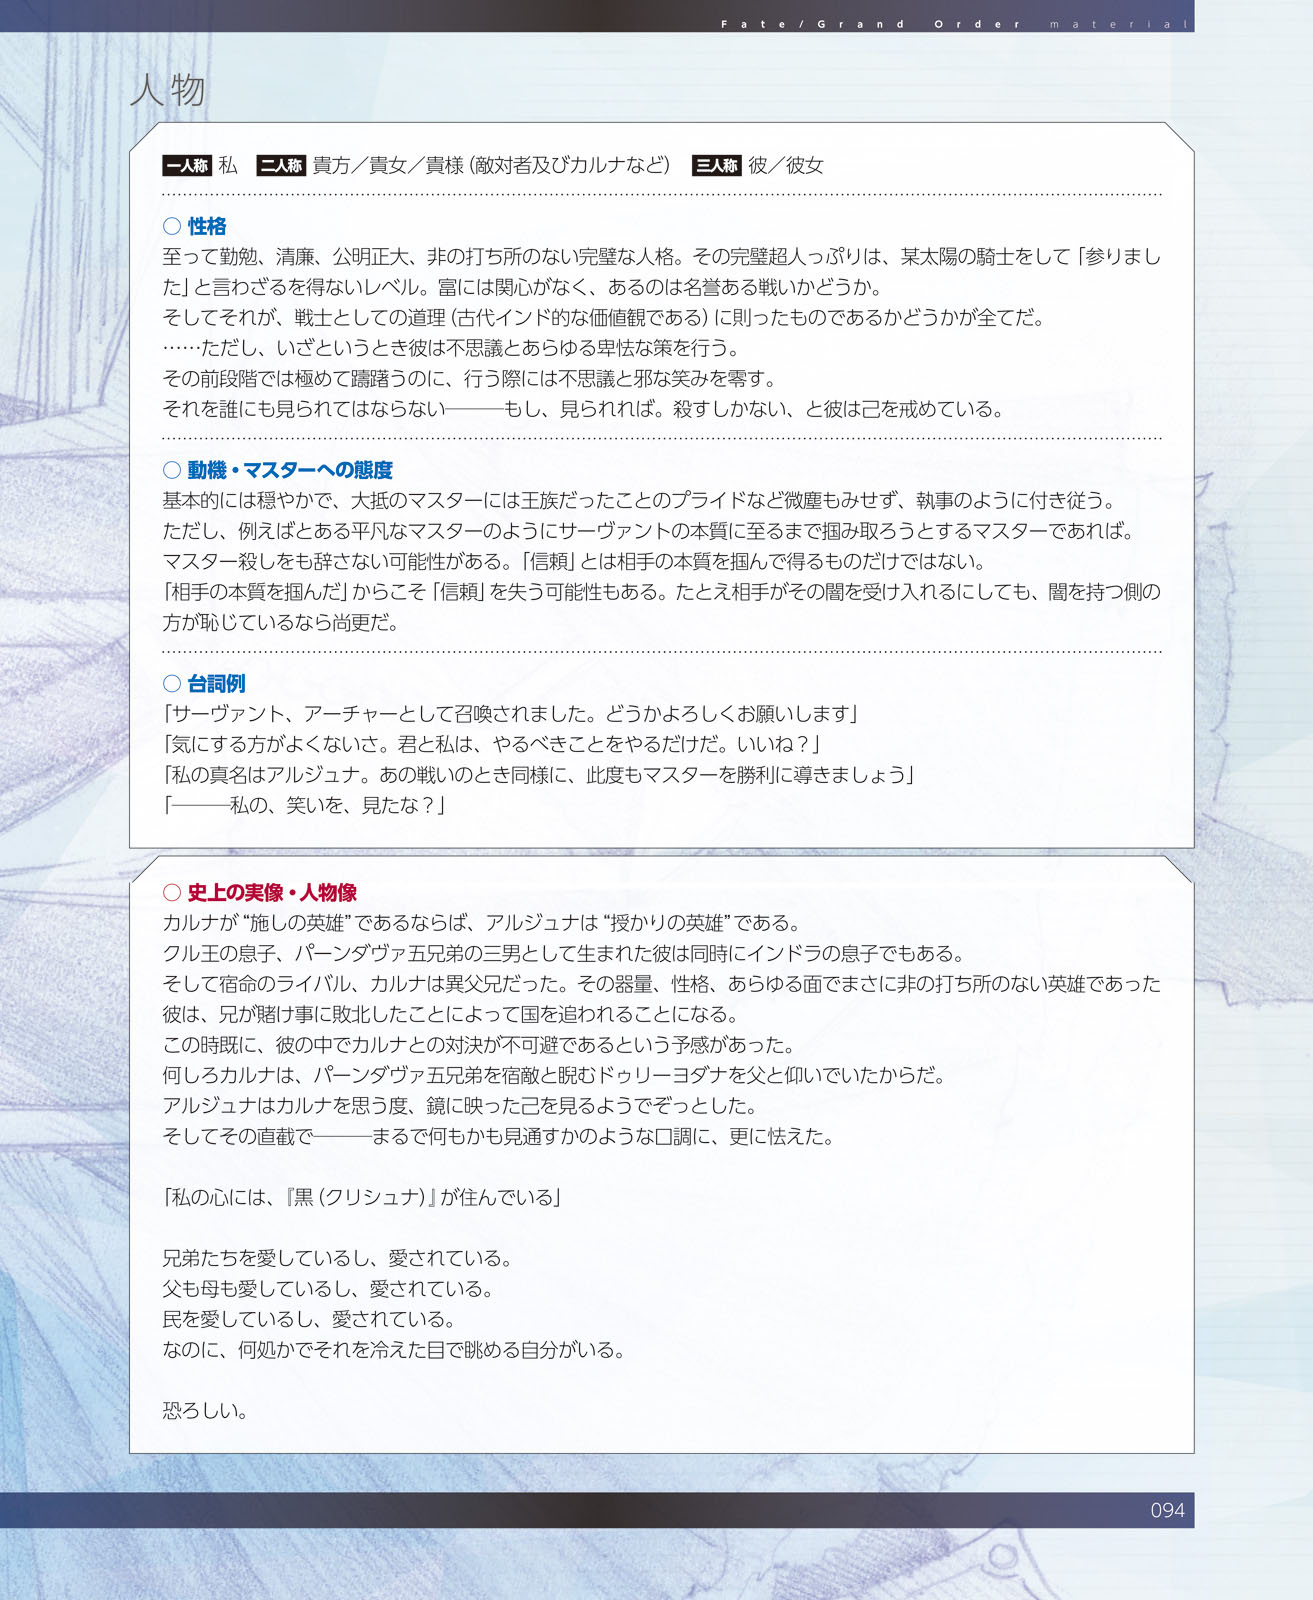 Fate/Grand Order material
人物
一人称 私 二人称 貴方／貴女／貴様（敵対者及びカルナなど） 三人称 彼／彼女
○ 性格
至って勤勉、清廉、公明正大、非の打ち所のない完璧な人格。その完璧超人っぷりは、某太陽の騎士をして「参りまし
た」と言わざるを得ないレベル。富には関心がなく、あるのは名誉ある戦いかどうか。
そしてそれが、戦士としての道理（古代インド的な価値観である）に則ったものであるかどうかが全てだ。
……ただし、いざというとき彼は不思議とあらゆる卑怯な策を行う。
その前段階では極めて躊躇うのに、行う際には不思議と邪な笑みを零す。
それを誰にも見られてはならない―――もし、見られれば。殺すしかない、と彼は己を戒めている。
○ 動機・マスターへの態度
基本的には穏やかで、大抵のマスターには王族だったことのプライドなど微塵もみせず、執事のように付き従う。
ただし、例えばとある平凡なマスターのようにサーヴァントの本質に至るまで掴み取ろうとするマスターであれば。
マスター殺しをも辞さない可能性がある。「信頼」とは相手の本質を掴んで得るものだけではない。
「相手の本質を掴んだ」からこそ「信頼」を失う可能性もある。たとえ相手がその闇を受け入れるにしても、闇を持つ側の
方が恥じているなら尚更だ。
○ 台詞例
「サーヴァント、アーチャーとして召喚されました。どうかよろしくお願いします」
「気にする方がよくないさ。君と私は、やるべきことをやるだけだ。いいね？」
「私の真名はアルジュナ。あの戦いのとき同様に、此度もマスターを勝利に導きましょう」
「―――私の、笑いを、見たな？」
○ 史上の実像・人物像
カルナが“施しの英雄”であるならば、アルジュナは“授かりの英雄”である。
クル王の息子、パーンダヴァ五兄弟の三男として生まれた彼は同時にインドラの息子でもある。
そして宿命のライバル、カルナは異父兄だった。その器量、性格、あらゆる面でまさに非の打ち所のない英雄であった
彼は、兄が賭け事に敗北したことによって国を追われることになる。
この時既に、彼の中でカルナとの対決が不可避であるという予感があった。
何しろカルナは、パーンダヴァ五兄弟を宿敵と睨むドゥリーヨダナを父と仰いでいたからだ。
アルジュナはカルナを思う度、鏡に映った己を見るようでぞっとした。
そしてその直截で―――まるで何もかも見通すかのような口調に、更に怯えた。
「私の心には、『黒（クリシュナ）』が住んでいる」
兄弟たちを愛しているし、愛されている。
父も母も愛しているし、愛されている。
民を愛しているし、愛されている。
なのに、何処かでそれを冷えた目で眺める自分がいる。
恐ろしい。
094